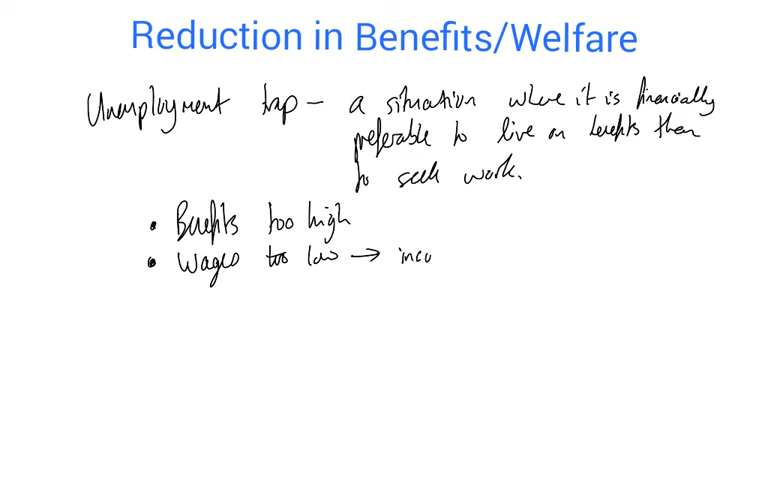 Reduction in Benefits/Welfare
Unemployment trap - a situation where it is financially
preferable to live on benefits then
to seek work.
• Benefits too high
• Wages too low → inco